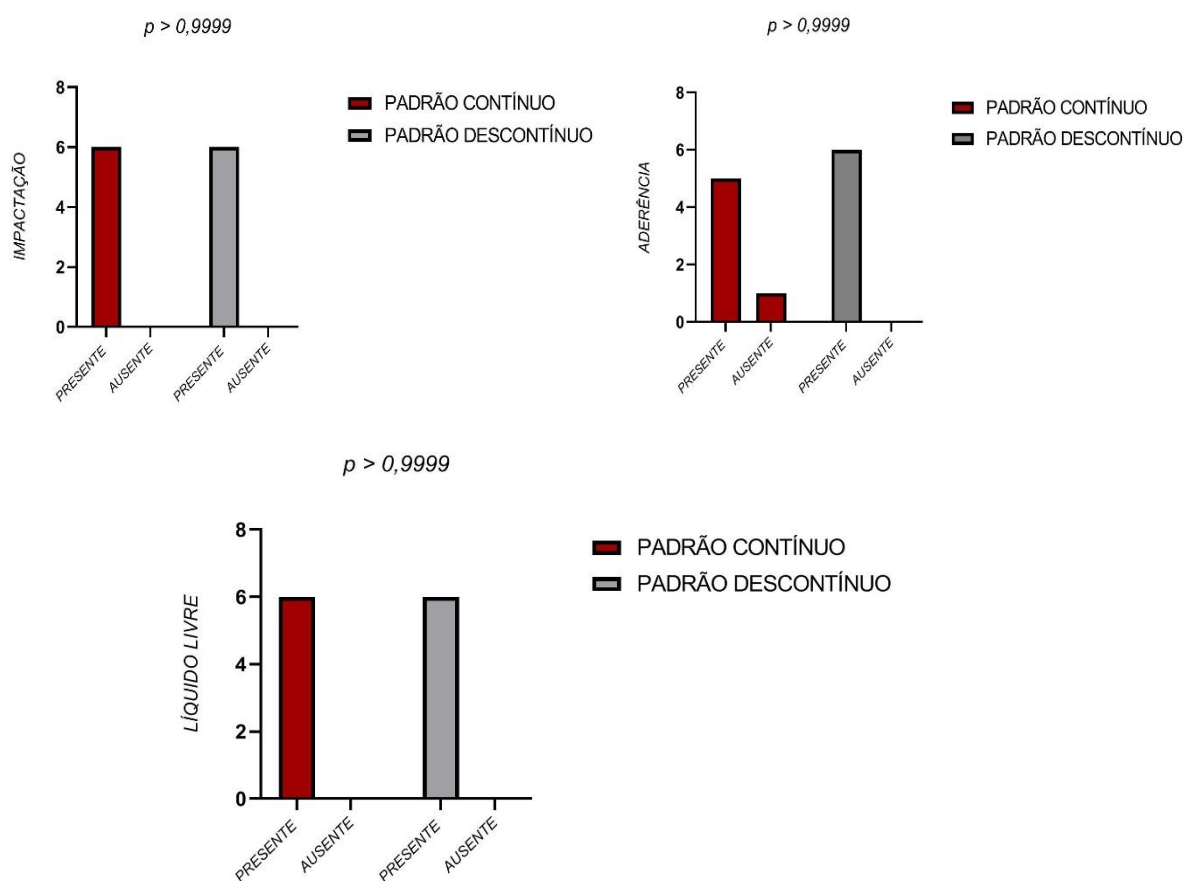 p > 0,9999
IMPACTAÇÃO
8
6
4
2
0
PRESENTE
AUSENTE
PRESENTE
AUSENTE
PADRÃO CONTÍNUO
PADRÃO DESCONTÍNUO
p > 0,9999
ADERÊNCIA
8
6
4
2
0
PRESENTE
AUSENTE
PRESENTE
AUSENTE
PADRÃO CONTÍNUO
PADRÃO DESCONTÍNUO
p > 0,9999
LÍQUIDO LIVRE
8
6
4
2
0
PRESENTE
AUSENTE
PRESENTE
AUSENTE
PADRÃO CONTÍNUO
PADRÃO DESCONTÍNUO